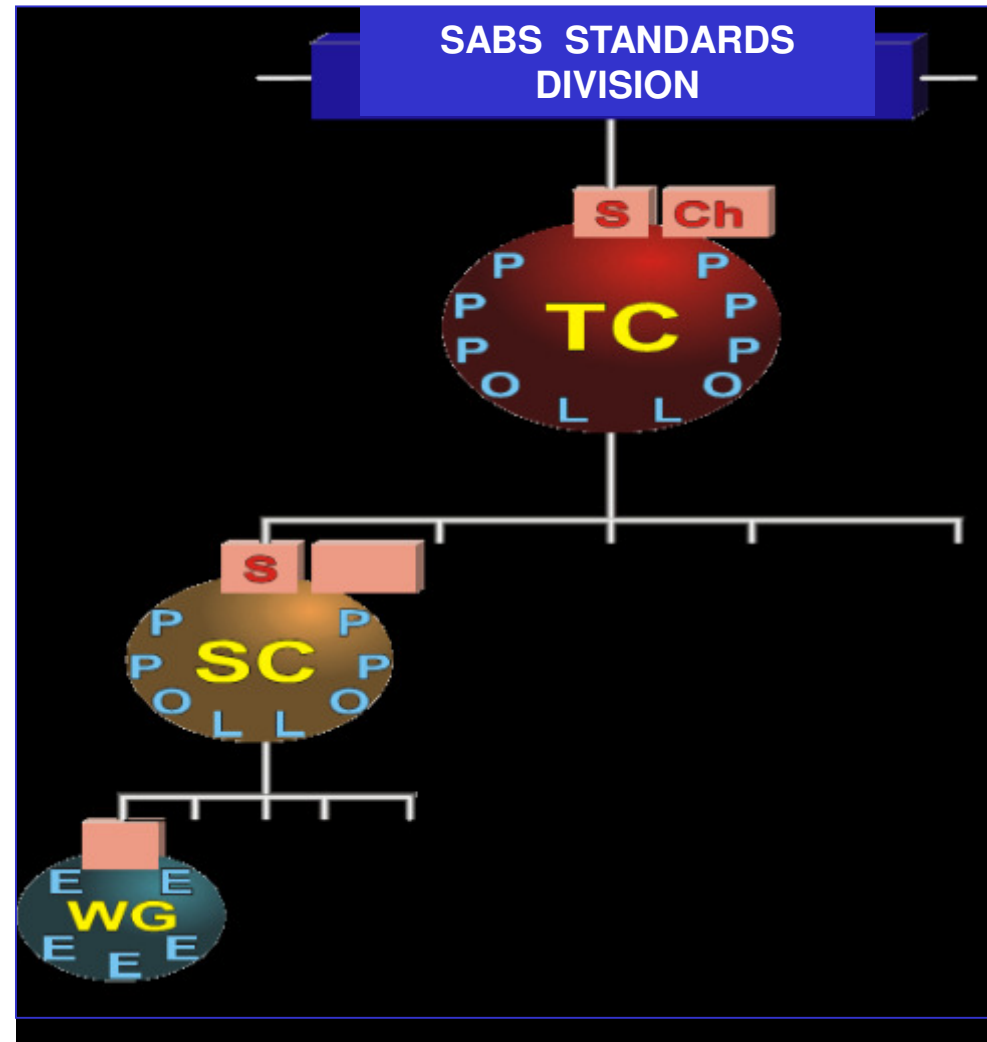 SABS STANDARDS
DIVISION
S Ch
P P
P TC P
P P
O O
L L
S
P P
P SC P
O O
L L
E E
WG
E E
E